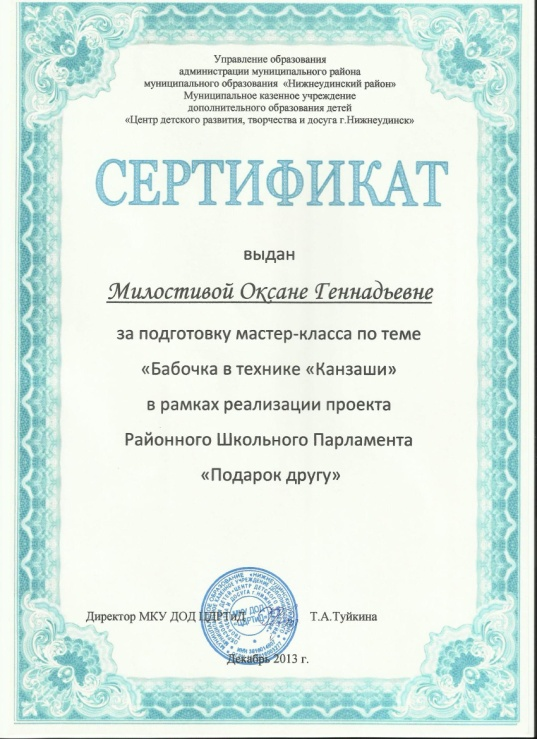 Управление образования
администрации муниципального района
муниципального образования «Нижнеудинский район»
Муниципальное казенное учреждение
дополнительного образования детей
«Центр детского развития, творчества и досуга г.Нижнеудинск»
СЕРТИФИКАТ
выдан
Милостивой Оксане Геннадьевне
за подготовку мастер-класса по теме
«Бабочка в технике «Канзаши»
в рамках реализации проекта
Районного Школьного Парламента
«Подарок другу»
Директор МКУ ДОД ЦДРТиД Т.А.Туйкина
Декабрь 2013 г.